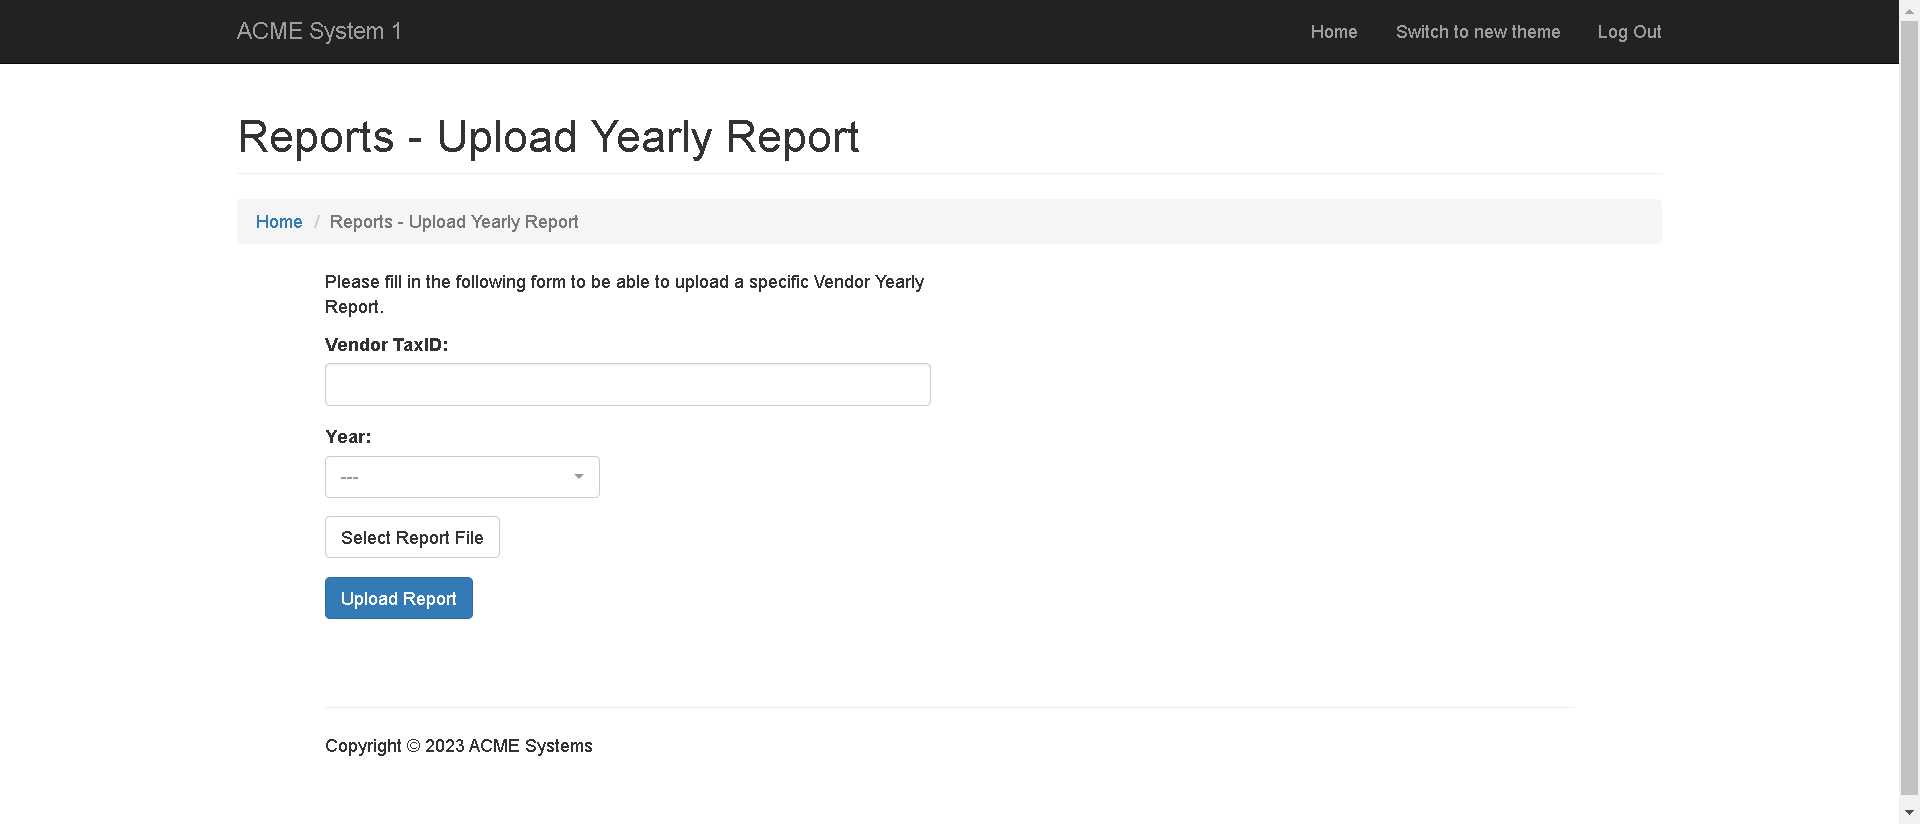 ACME System 1
Home
Switch to new theme
Log Out
Reports - Upload Yearly Report
Home / Reports - Upload Yearly Report
Please fill in the following form to be able to upload a specific Vendor Yearly
Report.
Vendor TaxID:
Year:
---
Select Report File
Upload Report
Copyright © 2023 ACME Systems